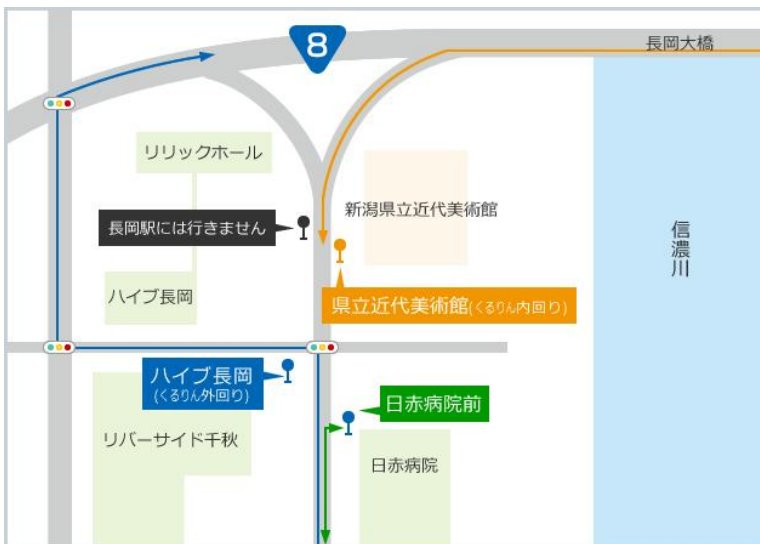 8
長岡大橋
リリックホール
新潟県立近代美術館
長岡駅には行きません
信濃川
ハイブ長岡
県立近代美術館(くるりん内回り)
ハイブ長岡
(くるりん外回り)
日赤病院前
リバーサイド千秋
日赤病院